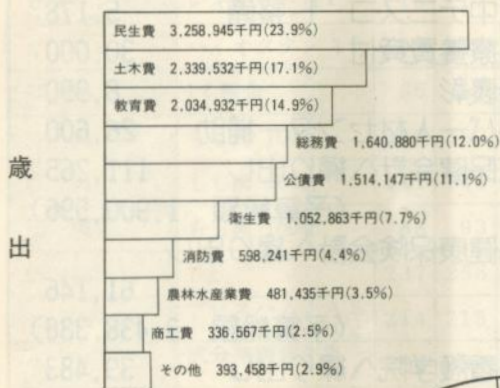 歳出
民生費 3,258,945千円(23.9%)
土木費 2,339,532千円(17.1%)
教育費 2,034,932千円(14.9%)
総務費 1,640,880千円(12.0%)
公債費 1,514,147千円(11.1%)
衛生費 1,052,863千円(7.7%)
消防費 598,241千円(4.4%)
農林水産業費 481,435千円(3.5%)
商工費 336,567千円(2.5%)
その他 393,458千円(2.9%)